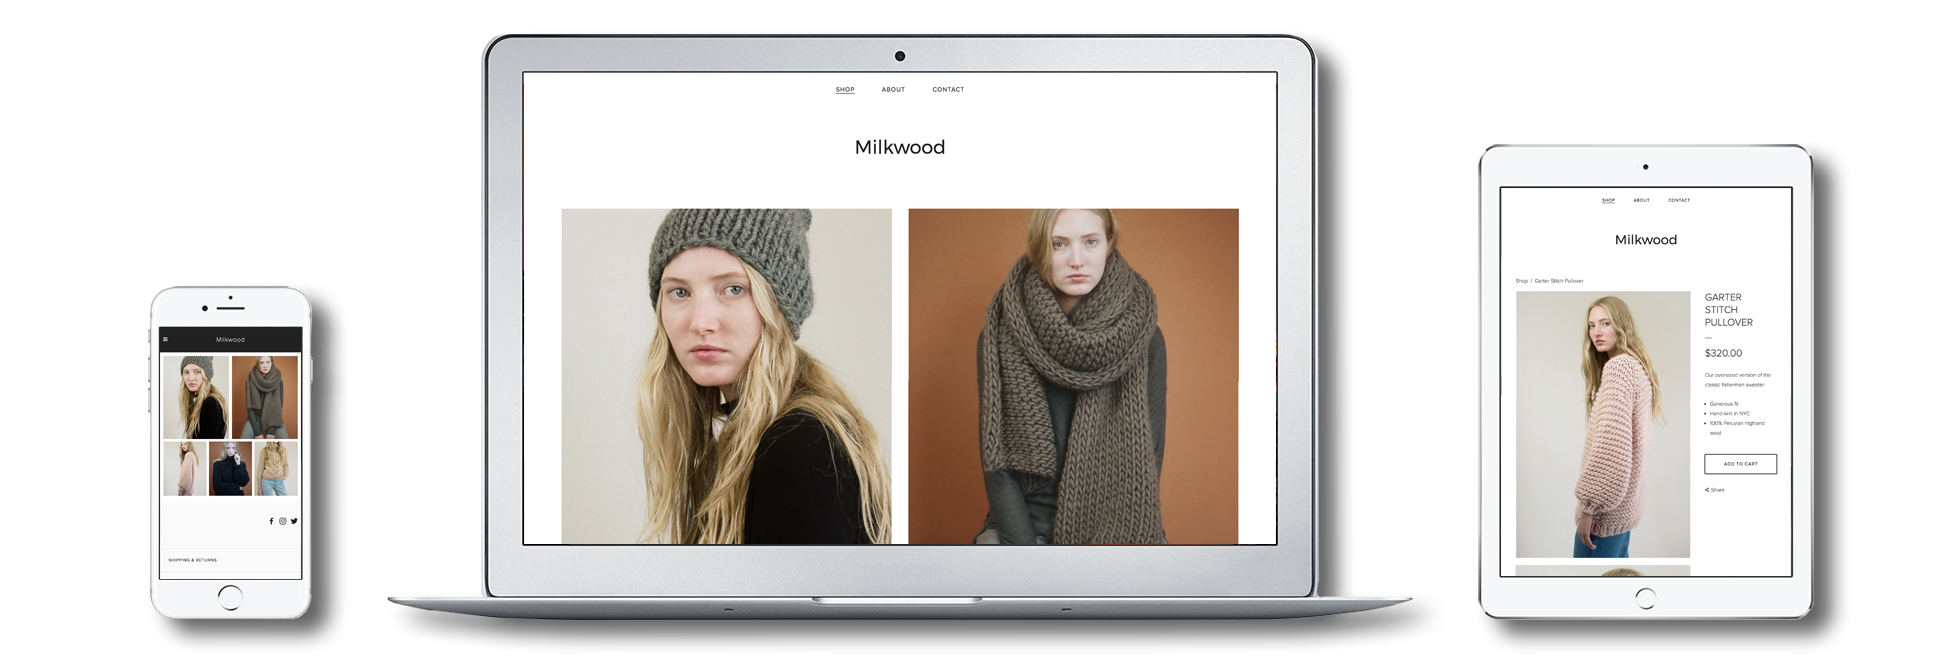 Milkwood
SHIPPING & RETURNS
SHOP ABOUT CONTACT
Milkwood
SHOP ABOUT CONTACT
Milkwood
Shop / Garter Stitch Pullover
GARTER
STITCH
PULLOVER
$320.00
Our oversized version of the
classic fisherman sweater.
• Generous fit
• Hand-knit in NYC
• 100% Peruvian highland
wool
ADD TO CART
Share